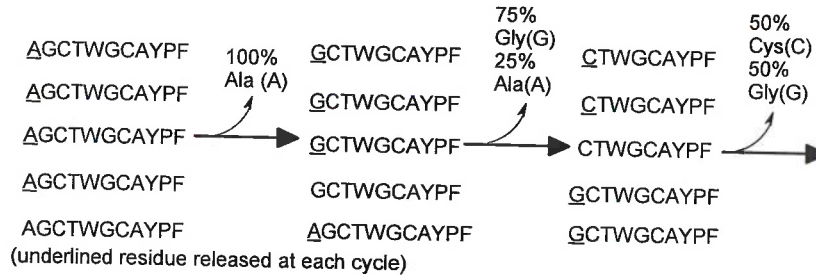 AGCTWGCAYPF
AGCTWGCAYPF
AGCTWGCAYPF
AGCTWGCAYPF
AGCTWGCAYPF
100%
Ala (A)
GCTWGCAYPF
GCTWGCAYPF
GCTWGCAYPF
GCTWGCAYPF
AGCTWGCAYPF
75%
Gly(G)
25%
Ala(A)
CTWGCAYPF
CTWGCAYPF
CTWGCAYPF
GCTWGCAYPF
GCTWGCAYPF
50%
Cys(C)
50%
Gly(G)
(underlined residue released at each cycle)